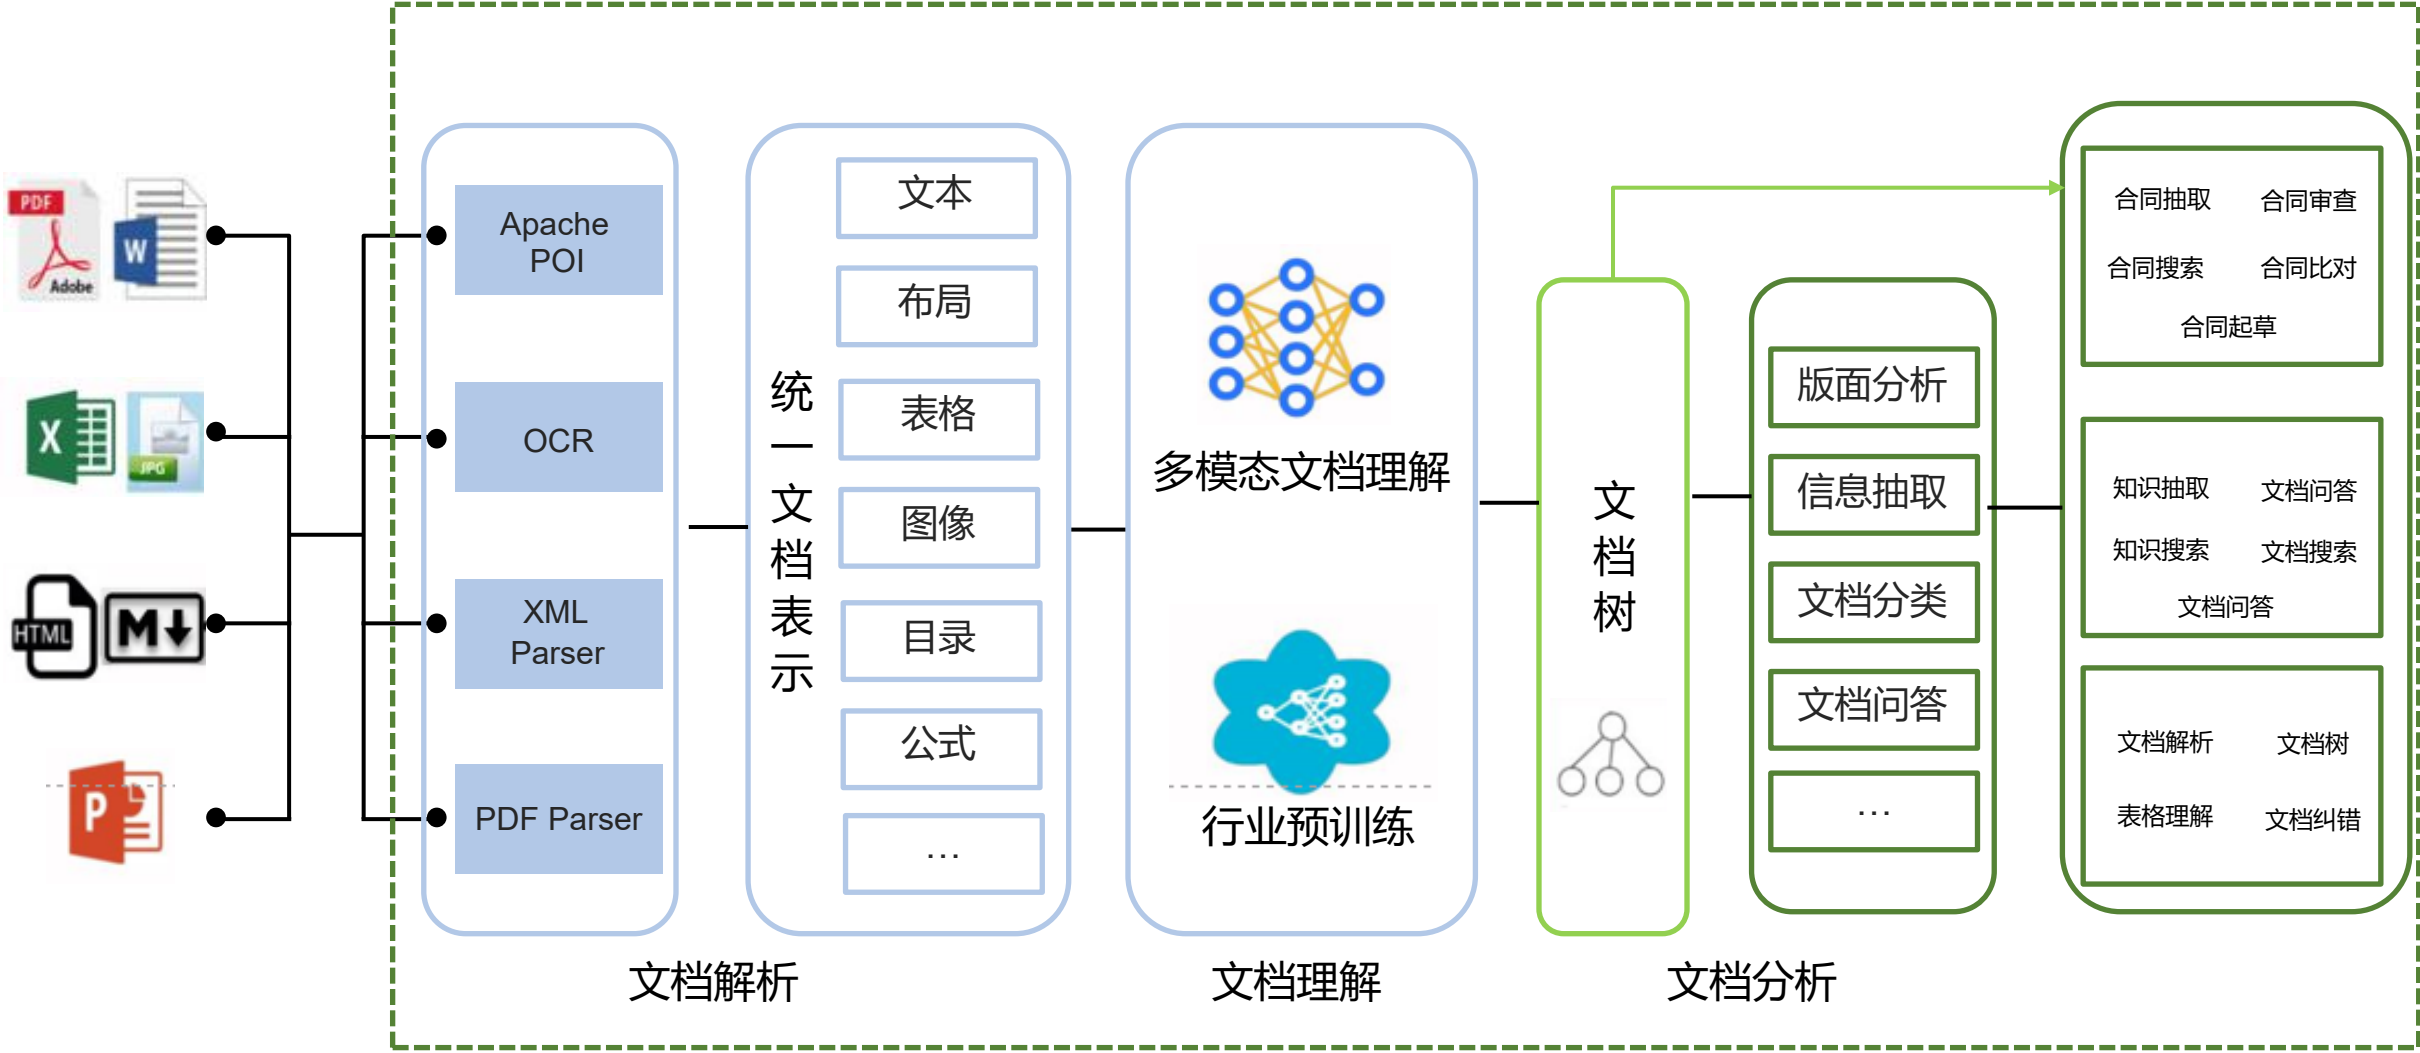 PDF
Adobe
W
X
JPG
HTML
M
P
Apache
POI
OCR
XML
Parser
PDF Parser
统一文档表示
文本
布局
表格
图像
目录
公式
…
文档解析
多模态文档理解
行业预训练
文档理解
文档树
版面分析
信息抽取
文档分类
文档问答
…
文档分析
合同抽取 合同审查
合同搜索 合同比对
合同起草
知识抽取 文档问答
知识搜索 文档搜索
文档问答
文档解析 文档树
表格理解 文档纠错